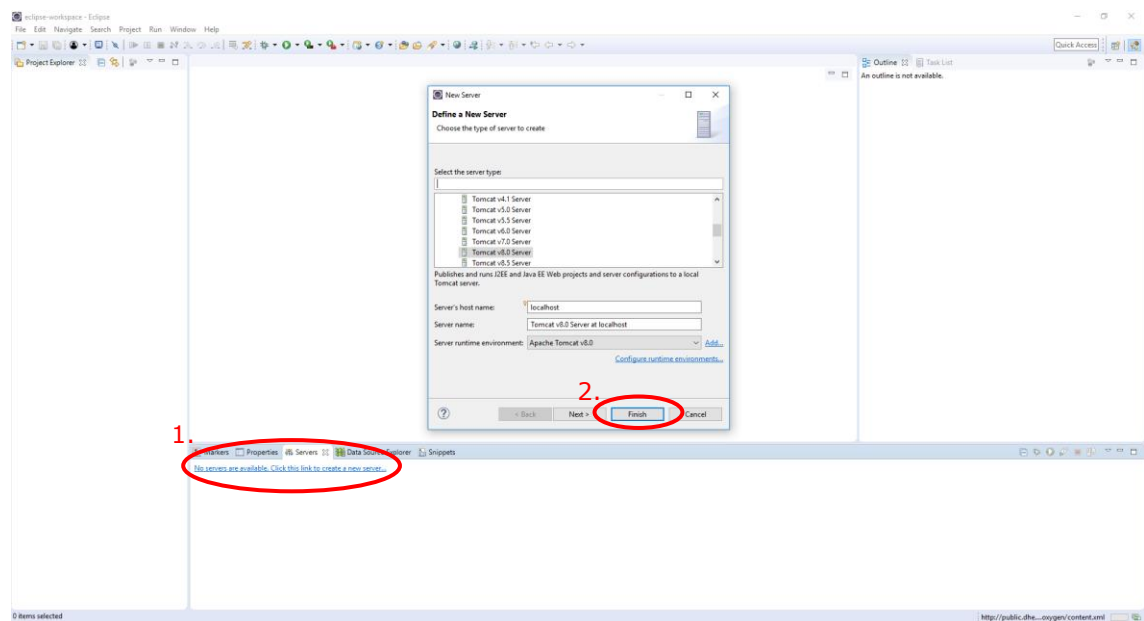 eclipse-workspace - Eclipse
File Edit Navigate Search Project Run Window Help
Quick Access
Project Explorer
Outline Task List
An outline is not available.
New Server
Define a New Server
Choose the type of server to create
Select the server type:
Tomcat v4.1 Server
Tomcat v5.0 Server
Tomcat v5.5 Server
Tomcat v6.0 Server
Tomcat v7.0 Server
Tomcat v8.0 Server
Tomcat v8.5 Server
Publishes and runs J2EE and Java EE Web projects and server configurations to a local
Tomcat server.
Server's host name: localhost
Server name: Tomcat v8.0 Server at localhost
Server runtime environment: Apache Tomcat v8.0 Add...
Configure runtime environments...
2.
? < Back Next > Finish Cancel
1.
Markers Properties Servers Data Source Explorer Snippets
No servers are available. Click this link to create a new server...
0 items selected
http://public.dhe....oxygen/content.xml